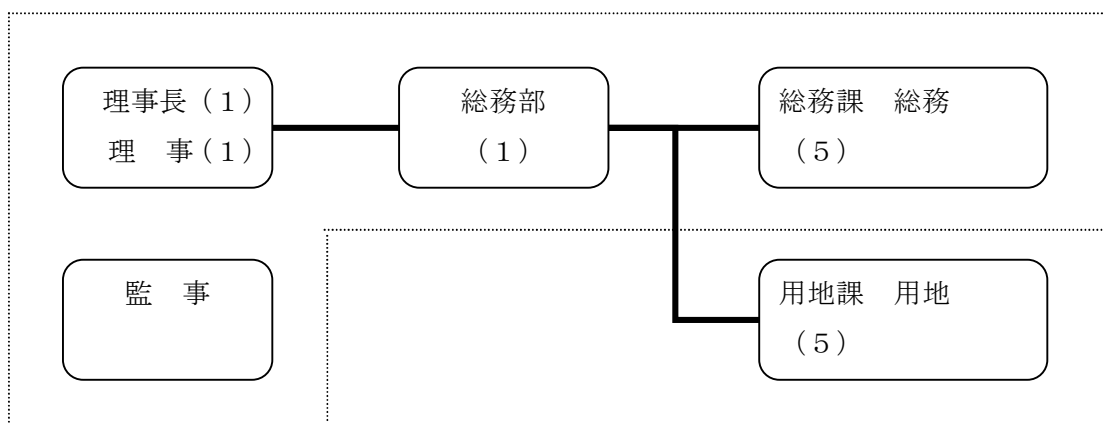 理事長（１）
理　事（１）
総務部
（１）
総務課　総務
（５）
監　事
用地課　用地
（５）